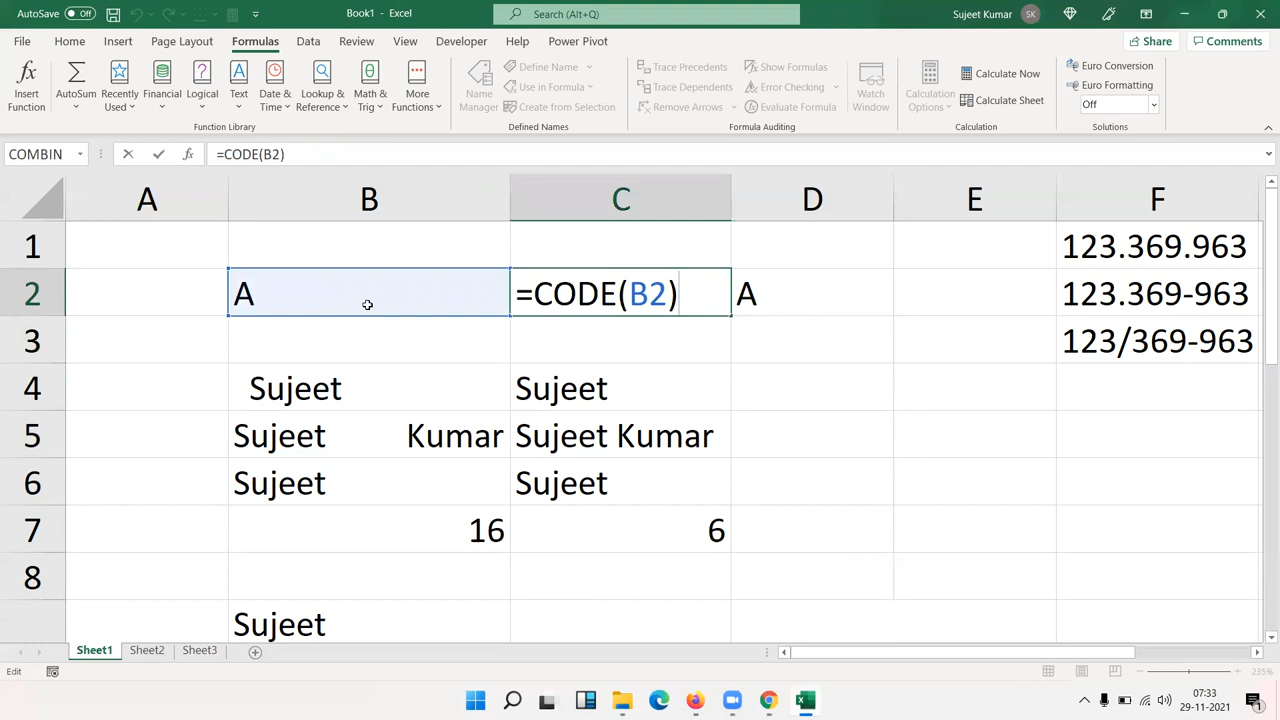 AutoSave Off Book1 - Excel Search (Alt+Q) Sujeet Kumar SK
File Home Insert Page Layout Formulas Data Review View Developer Help Power Pivot Share Comments
Insert Function
AutoSum
Recently Used
Financial
Logical
Text
Date & Time
Lookup & Reference
Math & Trig
More Functions
Function Library
Name Manager
Define Name
Use in Formula
Create from Selection
Defined Names
Trace Precedents
Trace Dependents
Remove Arrows
Show Formulas
Error Checking
Evaluate Formula
Formula Auditing
Watch Window
Calculation Options
Calculate Now
Calculate Sheet
Calculation
Euro Conversion
Euro Formatting
Off
Solutions
COMBIN fx =CODE(B2)
A B C D E F
1 123.369.963
2 A =CODE(B2) A 123.369-963
3 123/369-963
4 Sujeet Sujeet
5 Sujeet Kumar Sujeet Kumar
6 Sujeet Sujeet
7 16 6
8
Sujeet
Sheet1 Sheet2 Sheet3
Edit 235%
07:33
29-11-2021
1